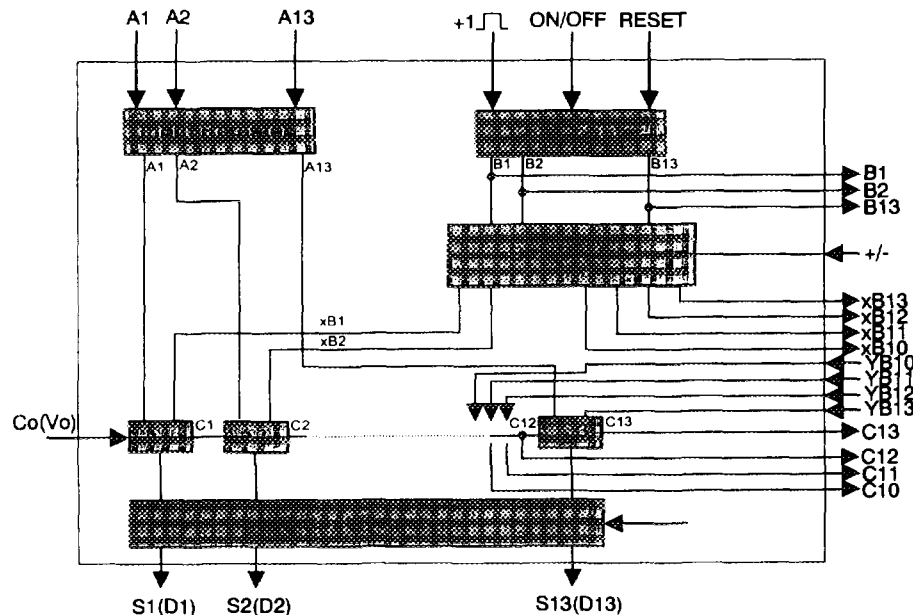 A1 A2 A13 +1 ON/OFF RESET
A1 A2 A13 B1 B2 B13
B1
B2
B13
+/-
xB13
xB1 xB12
xB2 xB11
xB10
YB10
YB11
YB12
YB13
Co(Vo) C1 C2 C12 C13 C13
C12
C11
C10
S1(D1) S2(D2) S13(D13)